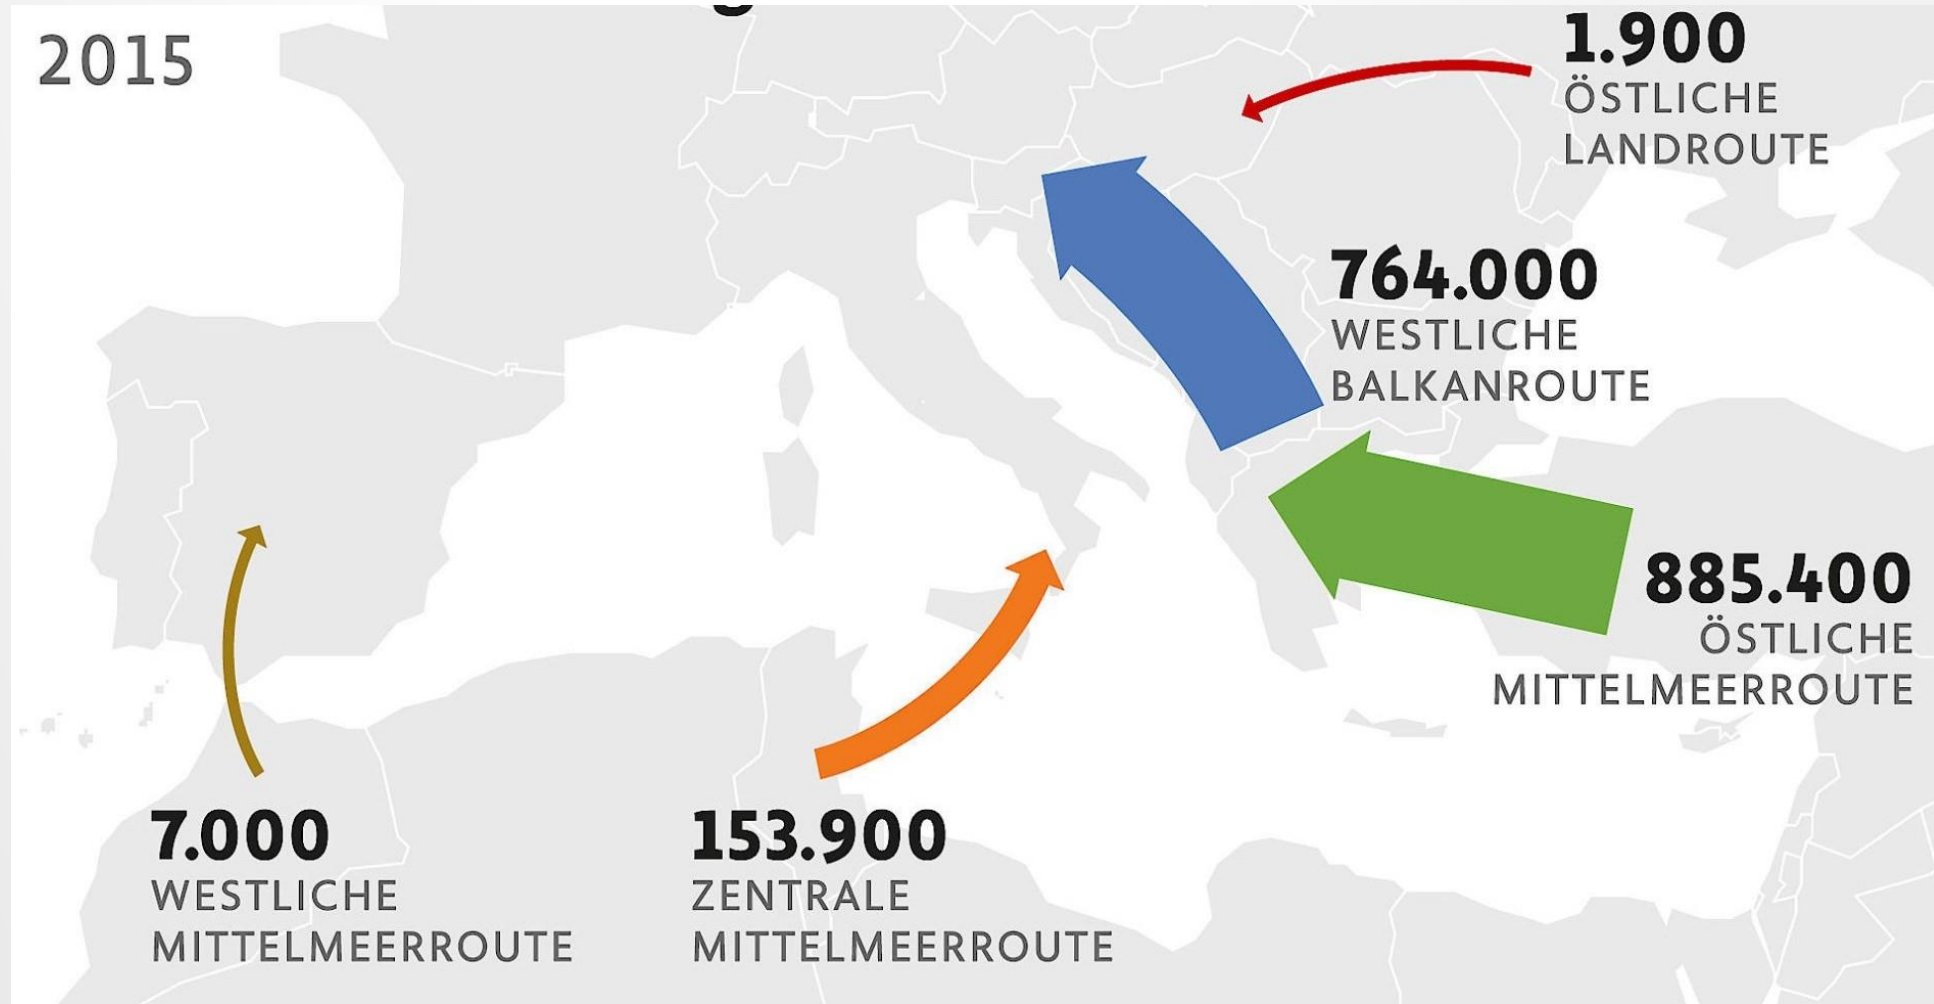 2015
1.900
ÖSTLICHE
LANDROUTE
764.000
WESTLICHE
BALKANROUTE
885.400
ÖSTLICHE
MITTELMEERROUTE
7.000
WESTLICHE
MITTELMEERROUTE
153.900
ZENTRALE
MITTELMEERROUTE